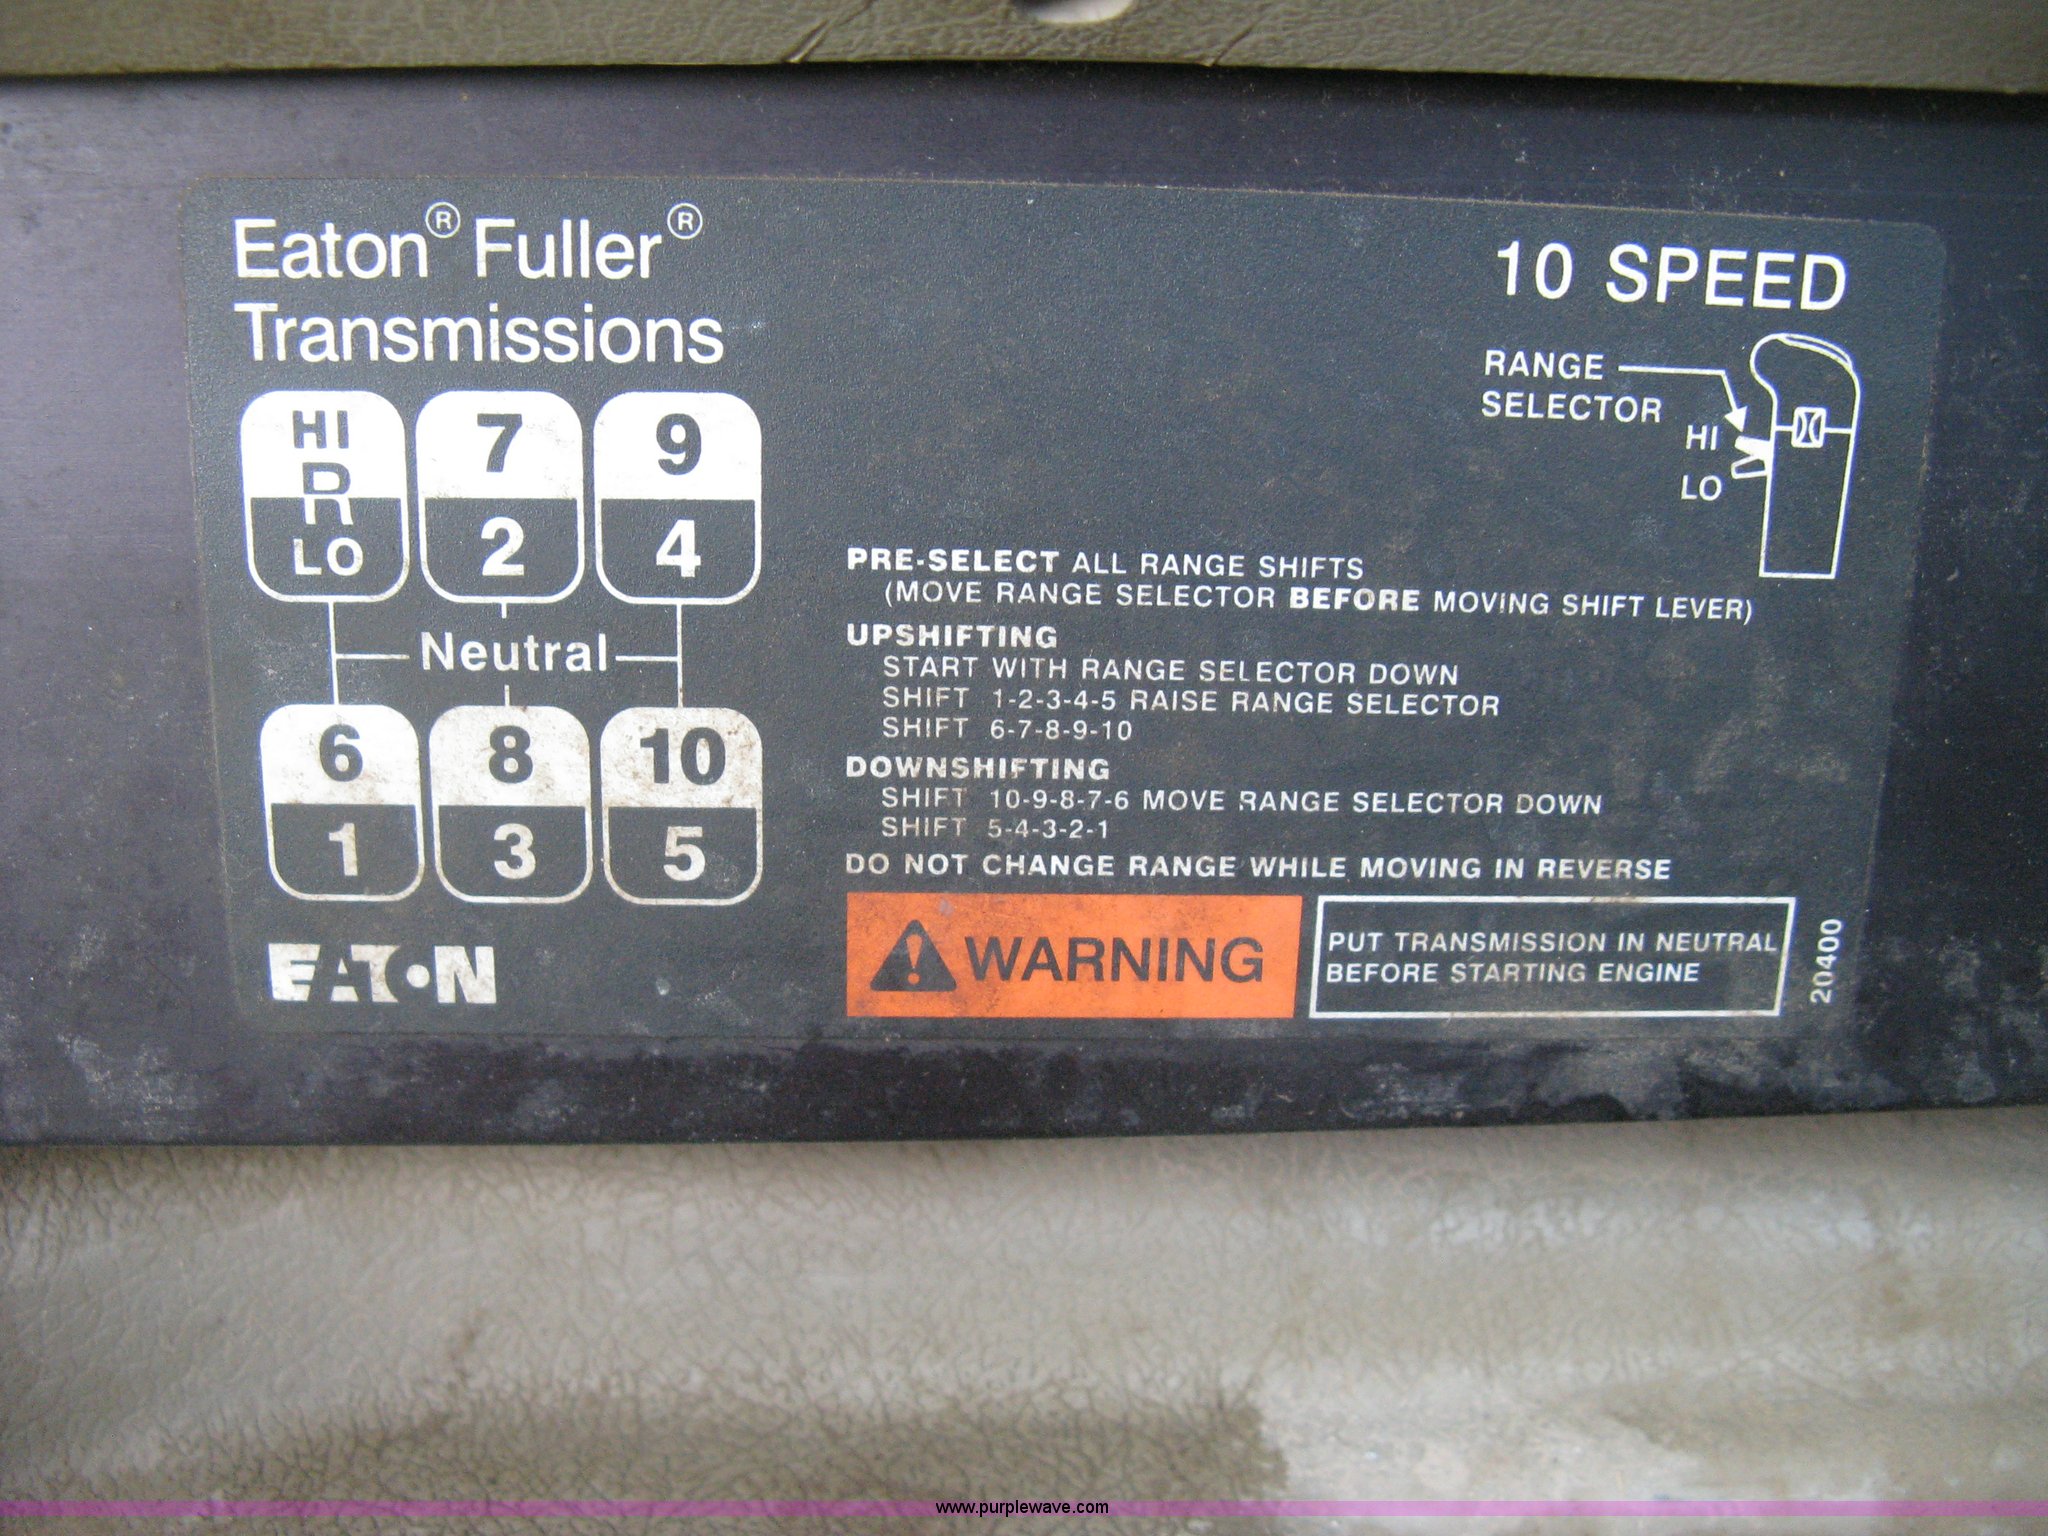 Eaton® Fuller®
Transmissions
10 SPEED
RANGE
SELECTOR
HI
LO
HI
R
LO
7
2
9
4
Neutral
6
1
8
3
10
5
PRE-SELECT ALL RANGE SHIFTS
(MOVE RANGE SELECTOR BEFORE MOVING SHIFT LEVER)
UPSHIFTING
START WITH RANGE SELECTOR DOWN
SHIFT 1-2-3-4-5 RAISE RANGE SELECTOR
SHIFT 6-7-8-9-10
DOWNSHIFTING
SHIFT 10-9-8-7-6 MOVE RANGE SELECTOR DOWN
SHIFT 5-4-3-2-1
DO NOT CHANGE RANGE WHILE MOVING IN REVERSE
WARNING
PUT TRANSMISSION IN NEUTRAL
BEFORE STARTING ENGINE
20400
EATON
www.purplewave.com